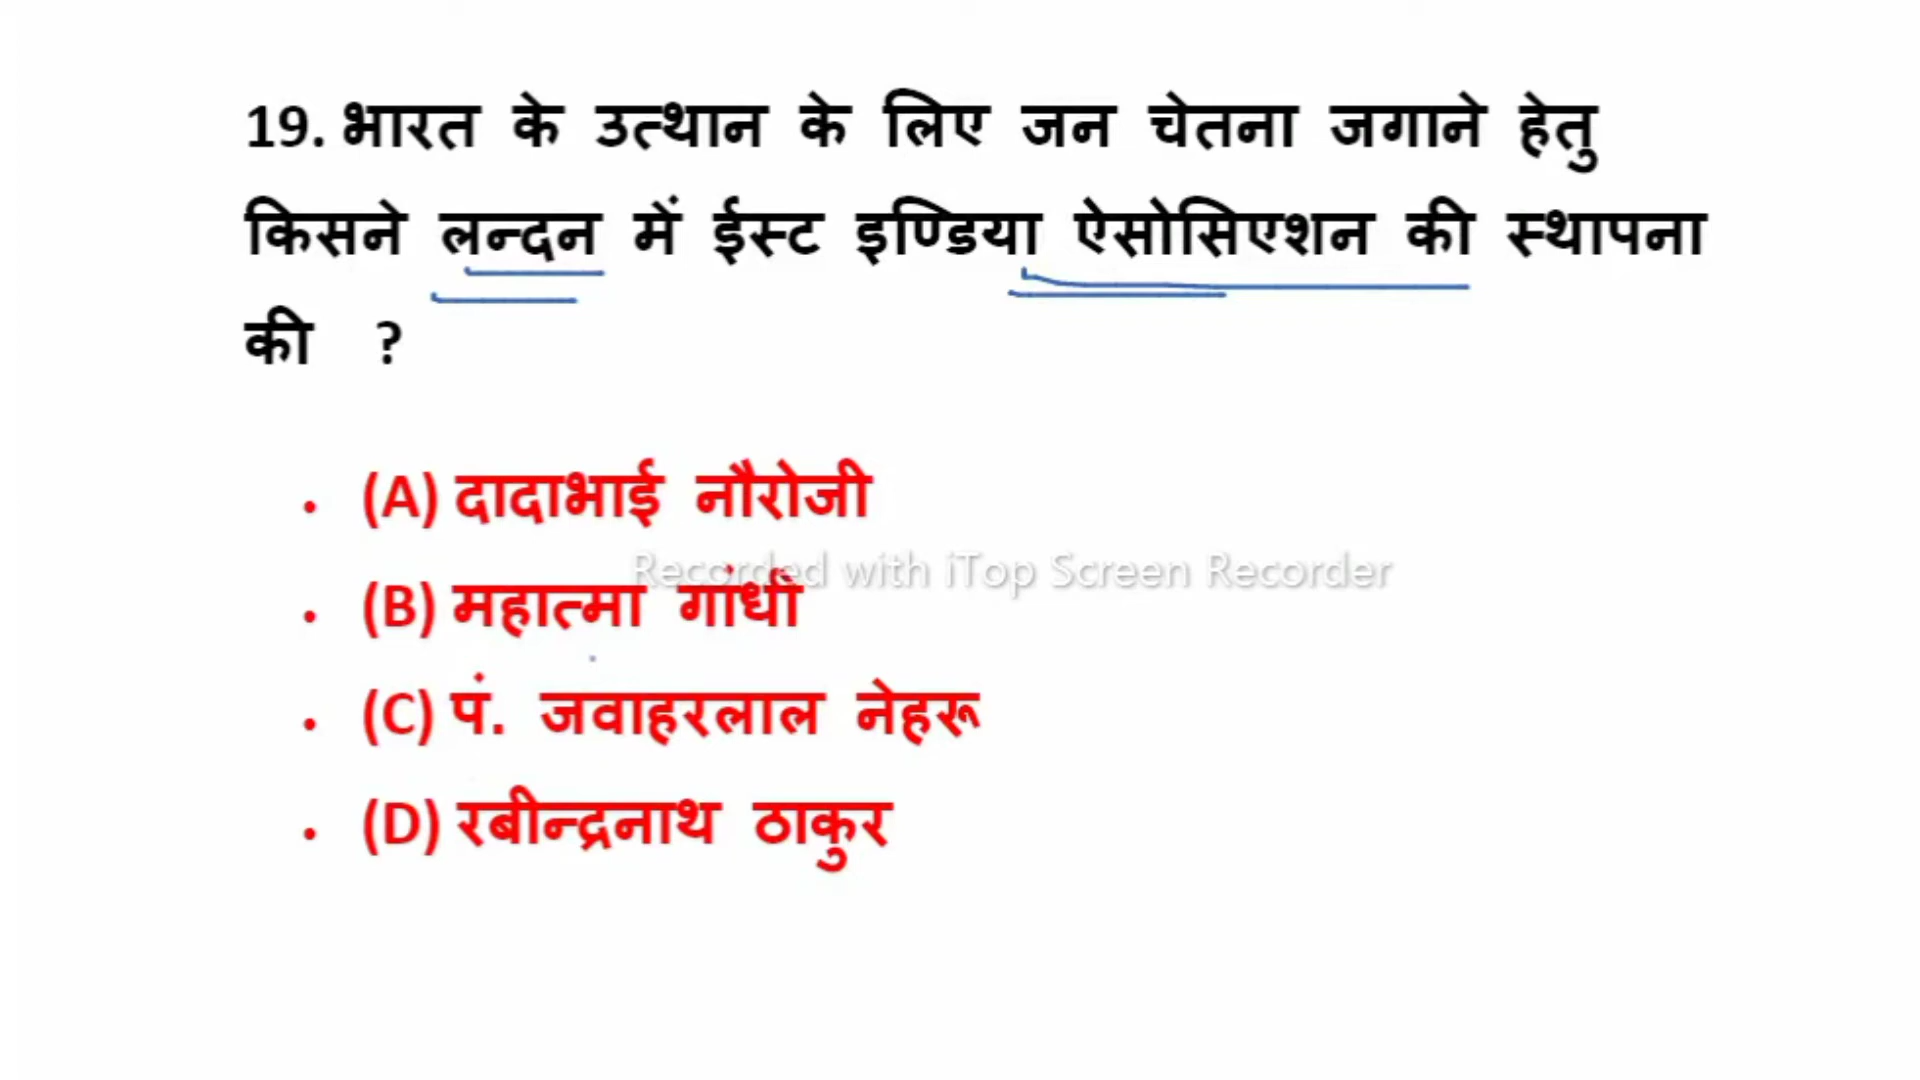 19. भारत के उत्थान के लिए जन चेतना जगाने हेतु
किसने लन्दन में ईस्ट इण्डिया ऐसोसिएशन की स्थापना
की ?
• (A) दादाभाई नौरोजी
Recorded with iTop Screen Recorder
• (B) महात्मा गांधी
• (C) पं. जवाहरलाल नेहरू
• (D) रबीन्द्रनाथ ठाकुर